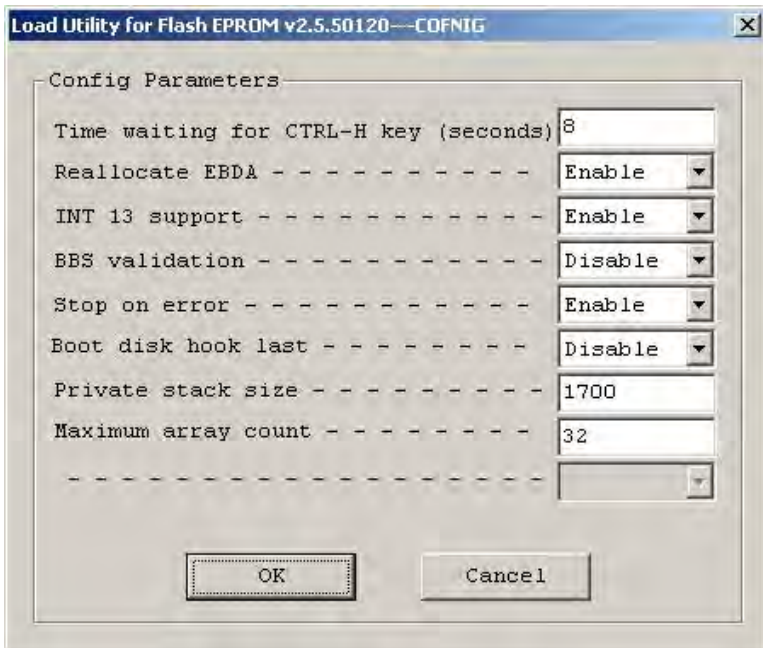 Load Utility for Flash EPROM v2.5.50120---COFNIG
Config Parameters
Time waiting for CTRL-H key (seconds) 8
Reallocate EBDA - - - - - - - - - - - Enable
INT 13 support - - - - - - - - - - - Enable
BBS validation - - - - - - - - - - - Disable
Stop on error - - - - - - - - - - - Enable
Boot disk hook last - - - - - - - - Disable
Private stack size - - - - - - - - - 1700
Maximum array count - - - - - - - - 32
- - - - - - - - - - - - - - - - - -
OK Cancel